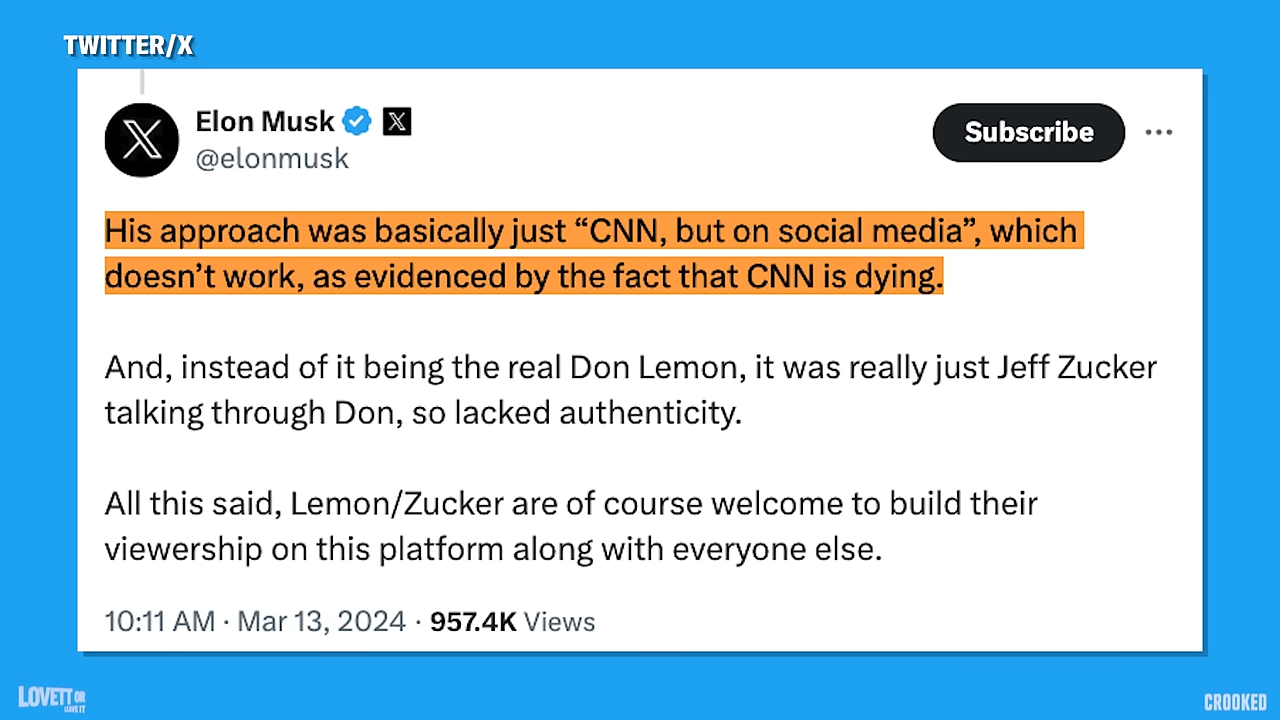 TWITTER/X
Elon Musk
@elonmusk
Subscribe
His approach was basically just “CNN, but on social media”, which
doesn’t work, as evidenced by the fact that CNN is dying.
And, instead of it being the real Don Lemon, it was really just Jeff Zucker
talking through Don, so lacked authenticity.
All this said, Lemon/Zucker are of course welcome to build their
viewership on this platform along with everyone else.
10:11 AM · Mar 13, 2024 · 957.4K Views
LOVETT OR
LEAVE IT
CROOKED